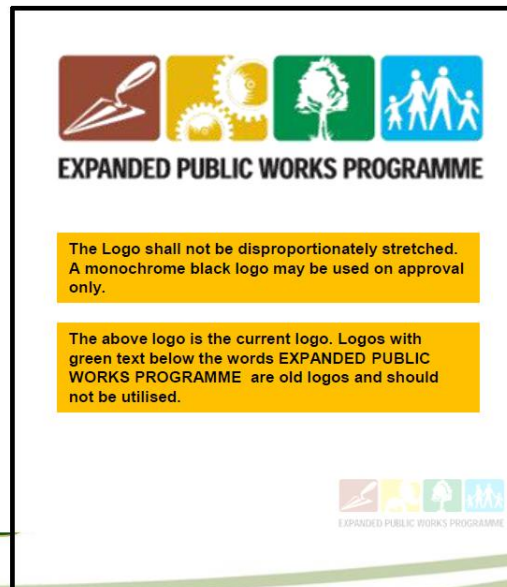 EXPANDED PUBLIC WORKS PROGRAMME
The Logo shall not be disproportionately stretched.
A monochrome black logo may be used on approval
only.
The above logo is the current logo. Logos with
green text below the words EXPANDED PUBLIC
WORKS PROGRAMME are old logos and should
not be utilised.
EXPANDED PUBLIC WORKS PROGRAMME